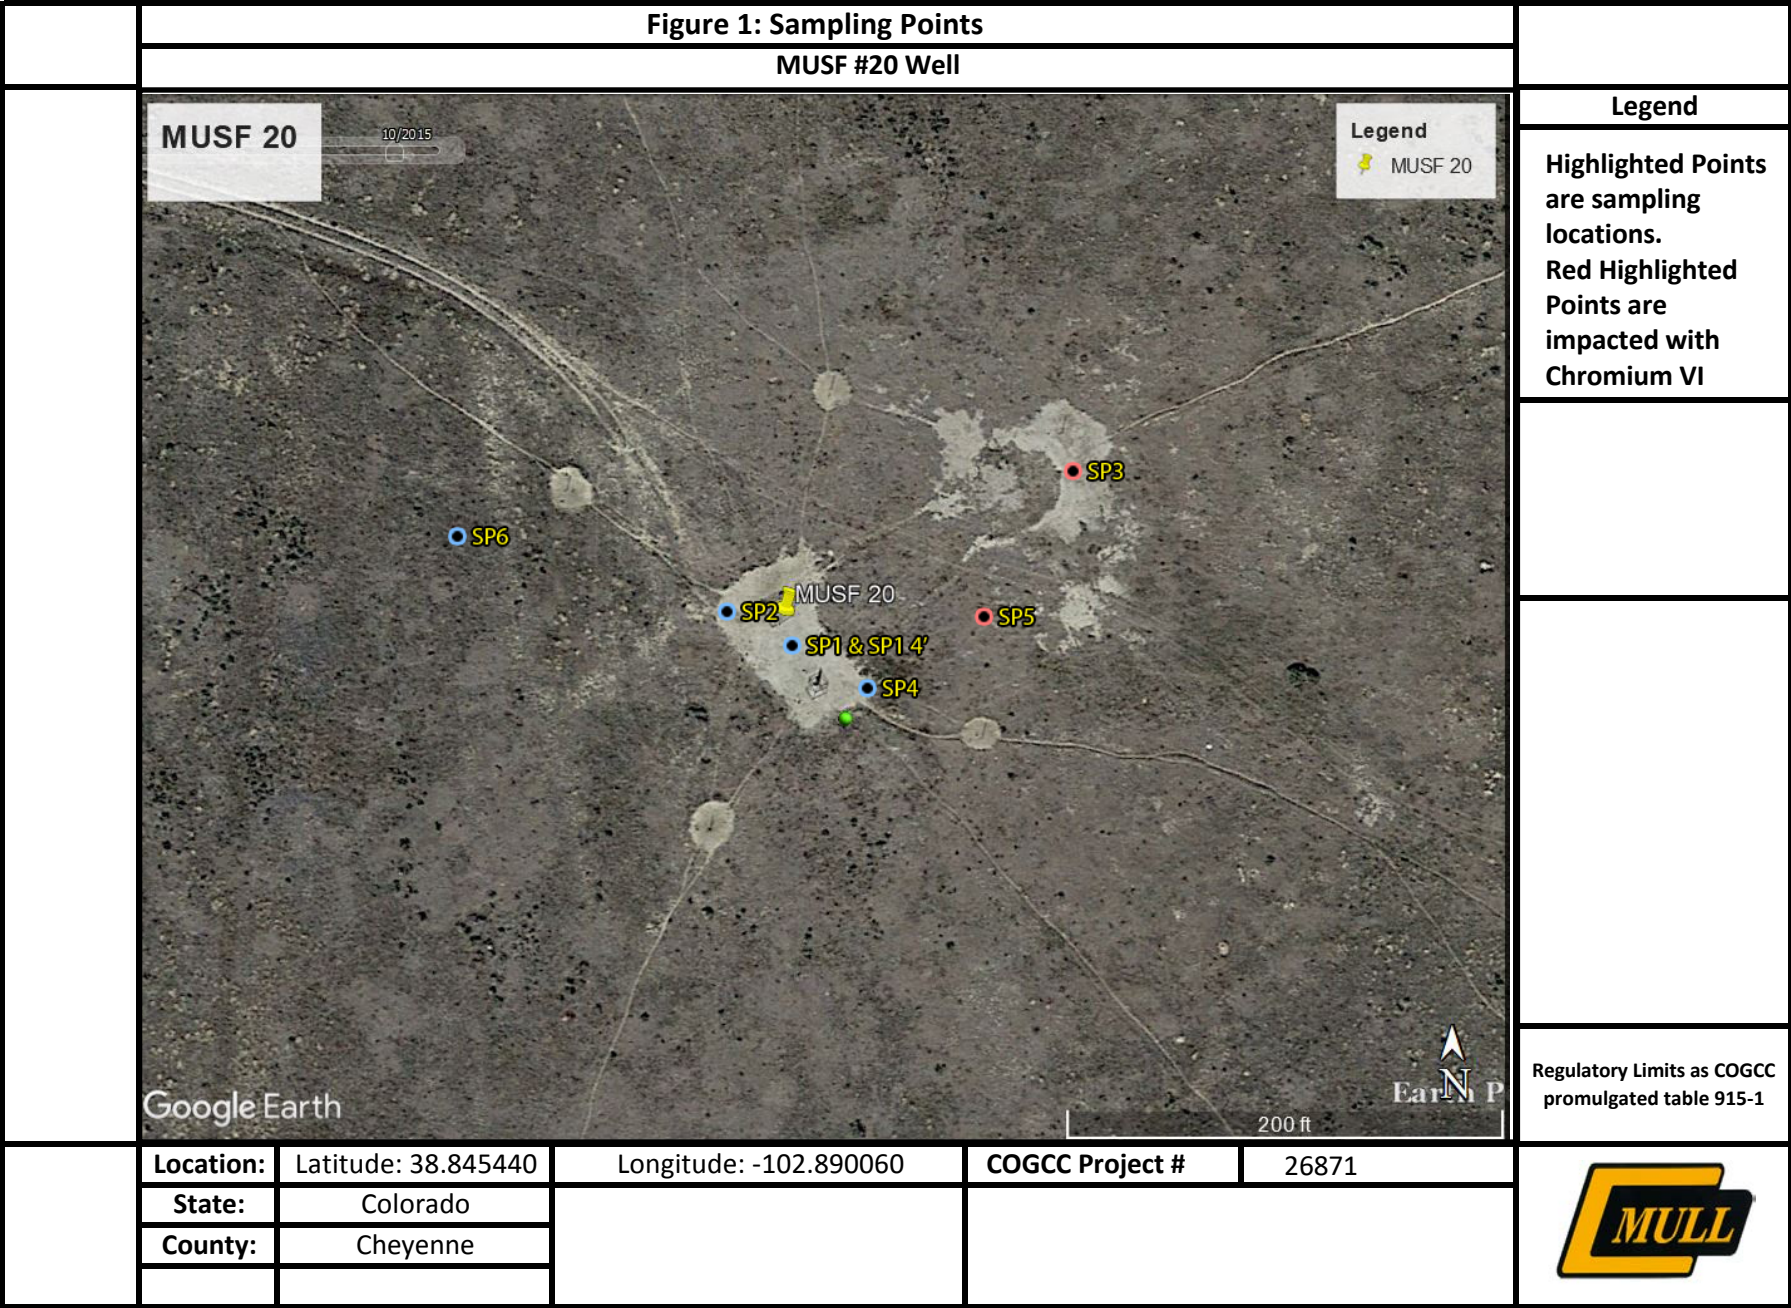 Figure 1: Sampling Points
MUSF #20 Well
MUSF 20
10/2015
Legend
MUSF 20
Legend
Highlighted Points
are sampling
locations.
Red Highlighted
Points are
impacted with
Chromium VI
SP3
SP6
MUSF 20
SP2
SP5
SP1 & SP1 4'
SP4
Regulatory Limits as COGCC
promulgated table 915-1
N
Google Earth
200 ft
Location: Latitude: 38.845440 Longitude: -102.890060 COGCC Project # 26871
State: Colorado
County: Cheyenne
MULL